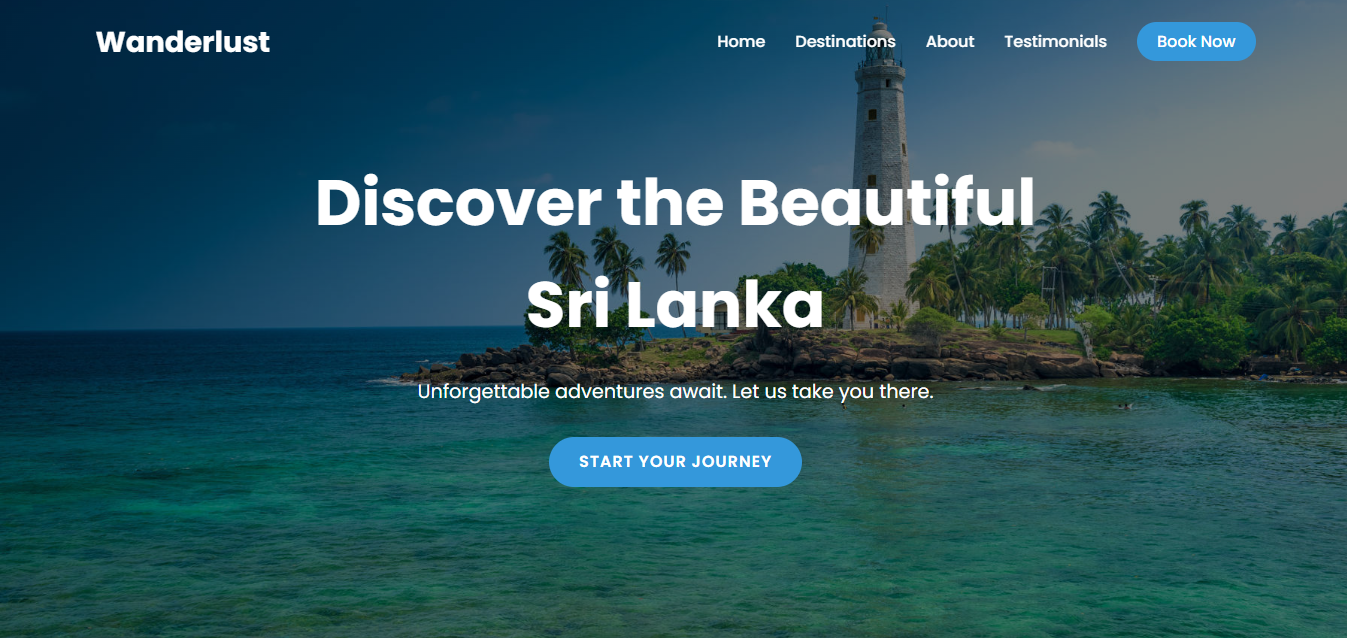 Wanderlust
Home Destinations About Testimonials Book Now
Discover the Beautiful
Sri Lanka
Unforgettable adventures await. Let us take you there.
START YOUR JOURNEY